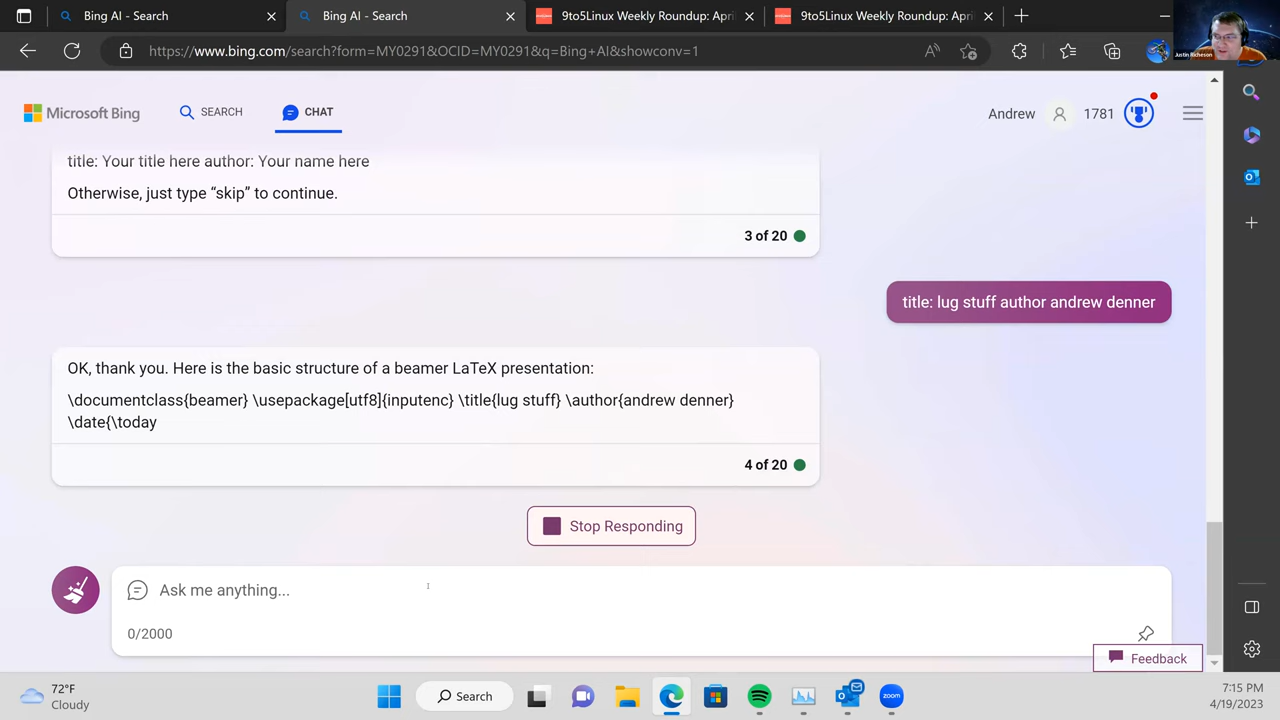 Bing AI - Search
Bing AI - Search
9to5Linux Weekly Roundup: Apri
9to5Linux Weekly Roundup: Apri
https://www.bing.com/search?form=MY0291&OCID=MY0291&q=Bing+AI&showconv=1
Justin Richeson
Microsoft Bing
SEARCH
CHAT
Andrew
1781
title: Your title here author: Your name here
Otherwise, just type “skip” to continue.
3 of 20
title: lug stuff author andrew denner
OK, thank you. Here is the basic structure of a beamer LaTeX presentation:
\documentclass{beamer} \usepackage[utf8]{inputenc} \title{lug stuff} \author{andrew denner}
\date{\today
4 of 20
Stop Responding
Ask me anything...
0/2000
Feedback
72°F
Cloudy
Search
zoom
7:15 PM
4/19/2023